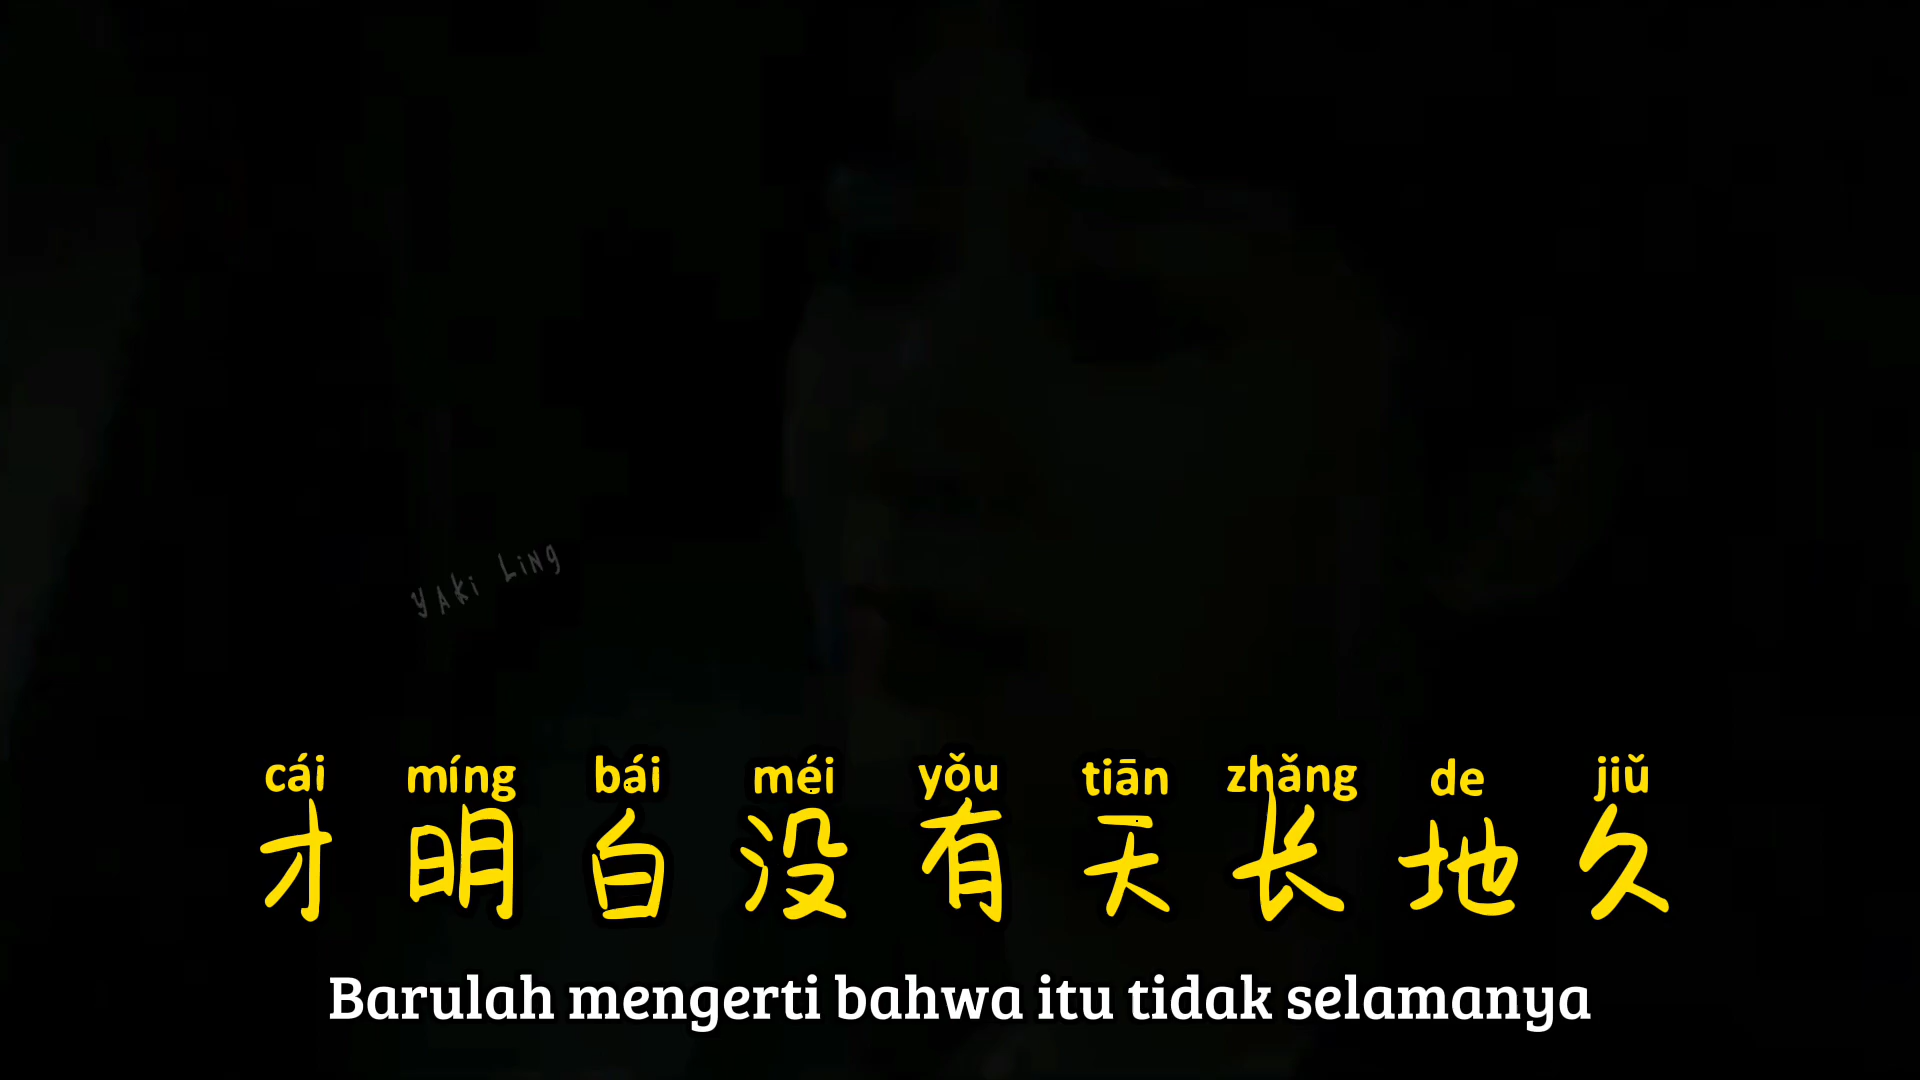 YAKi LiNg
cái míng bái méi yǒu tiān zhǎng de jiǔ
才明白没有天长地久
Barulah mengerti bahwa itu tidak selamanya